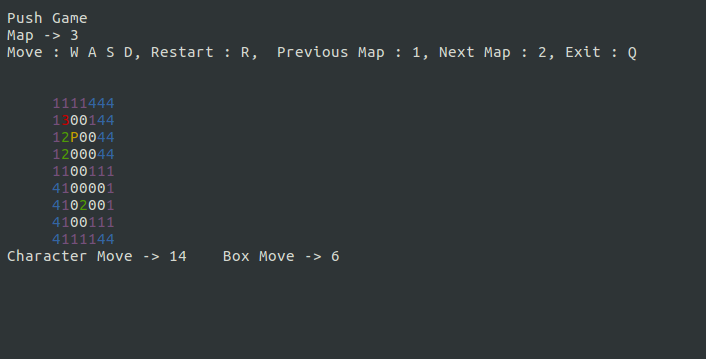 Push Game
Map -> 3
Move : W A S D, Restart : R,  Previous Map : 1, Next Map : 2, Exit : Q
1111444
1300144
12P0044
1200044
1100111
4100001
4102001
4100111
4111144
Character Move -> 14    Box Move -> 6